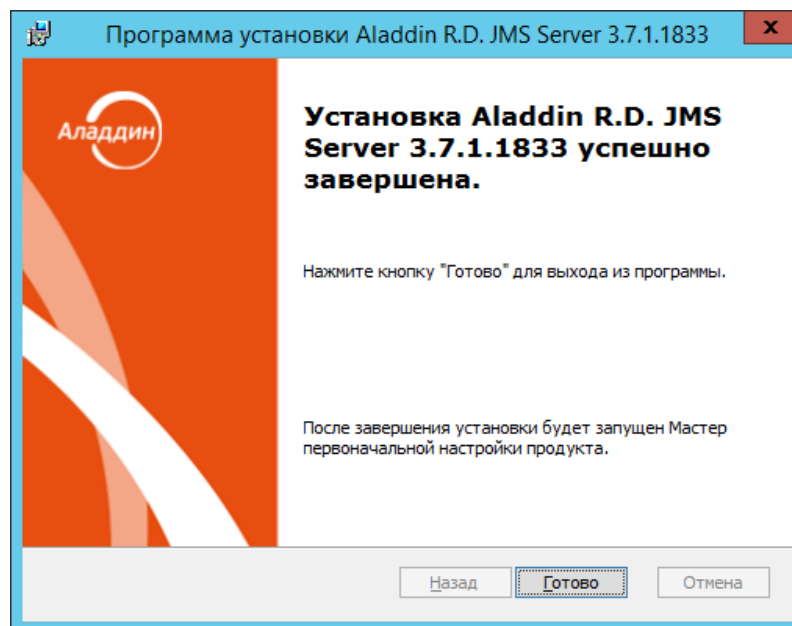 Программа установки Aladdin R.D. JMS Server 3.7.1.1833
x
Аладдин
Установка Aladdin R.D. JMS
Server 3.7.1.1833 успешно
завершена.
Нажмите кнопку "Готово" для выхода из программы.
После завершения установки будет запущен Мастер
первоначальной настройки продукта.
Назад
Готово
Отмена